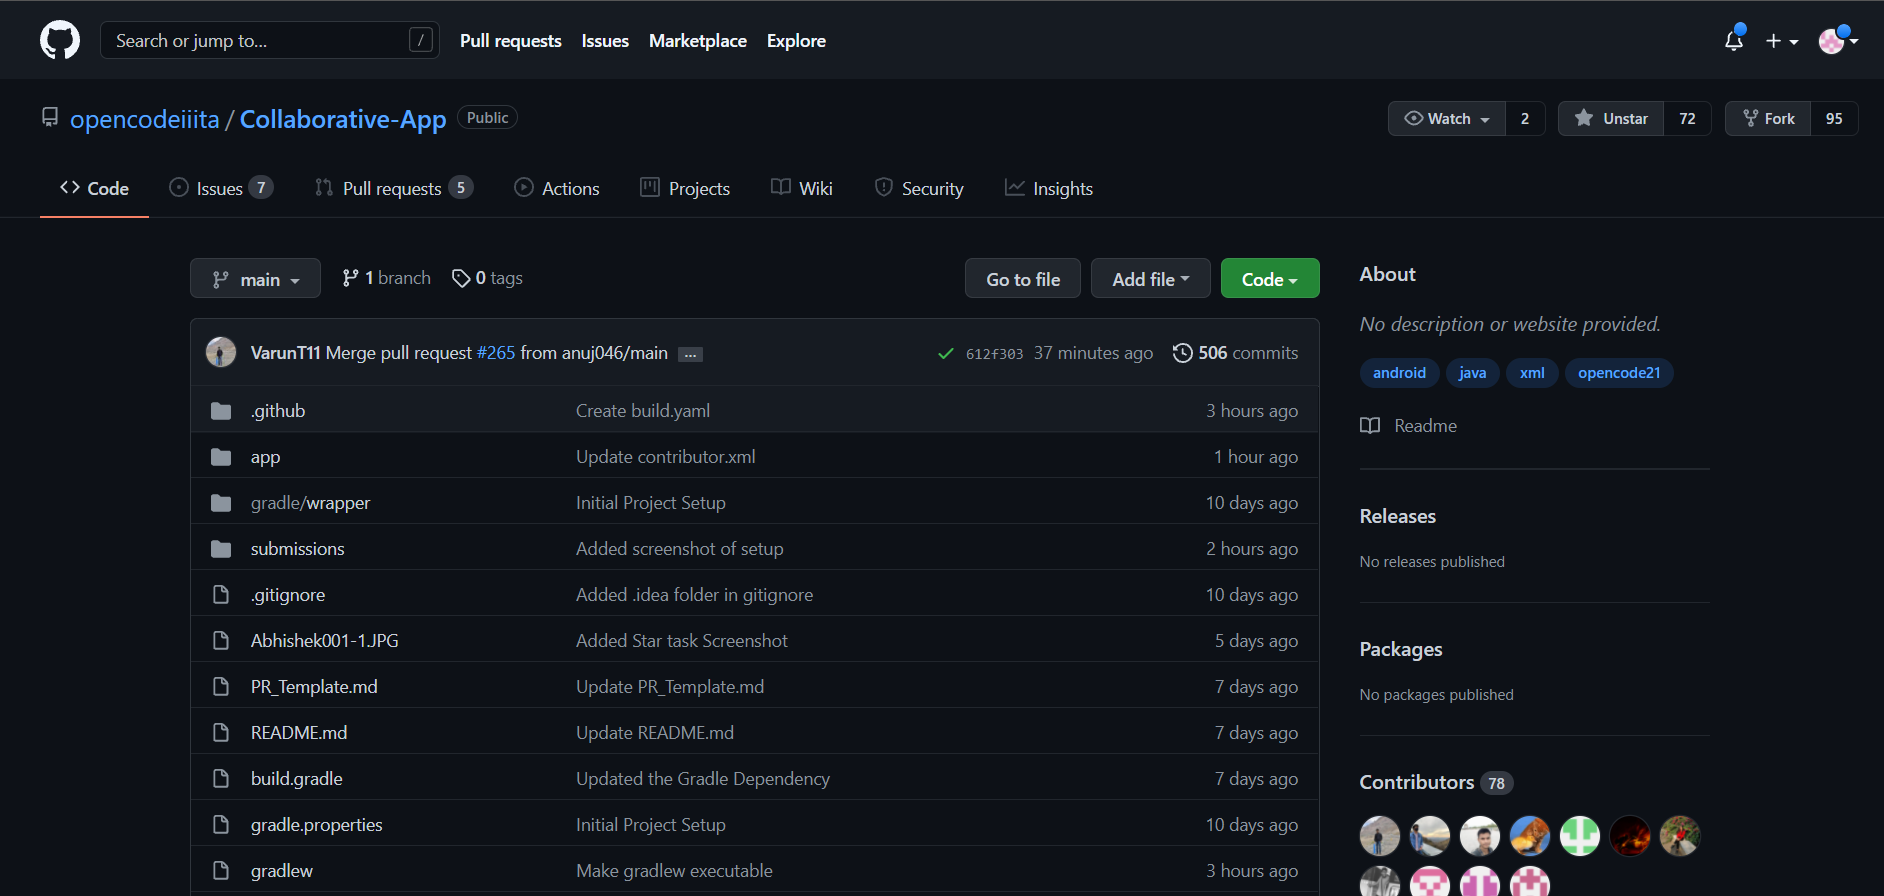 Search or jump to... / Pull requests Issues Marketplace Explore
opencodeiiita / Collaborative-App Public Watch 2 Unstar 72 Fork 95
Code Issues 7 Pull requests 5 Actions Projects Wiki Security Insights
main 1 branch 0 tags Go to file Add file Code
VarunT11 Merge pull request #265 from anuj046/main ... 612f303 37 minutes ago 506 commits
.github Create build.yaml 3 hours ago
app Update contributor.xml 1 hour ago
gradle/wrapper Initial Project Setup 10 days ago
submissions Added screenshot of setup 2 hours ago
.gitignore Added .idea folder in gitignore 10 days ago
Abhishek001-1.JPG Added Star task Screenshot 5 days ago
PR_Template.md Update PR_Template.md 7 days ago
README.md Update README.md 7 days ago
build.gradle Updated the Gradle Dependency 7 days ago
gradle.properties Initial Project Setup 10 days ago
gradlew Make gradlew executable 3 hours ago
About
No description or website provided.
android java xml opencode21
Readme
Releases
No releases published
Packages
No packages published
Contributors 78